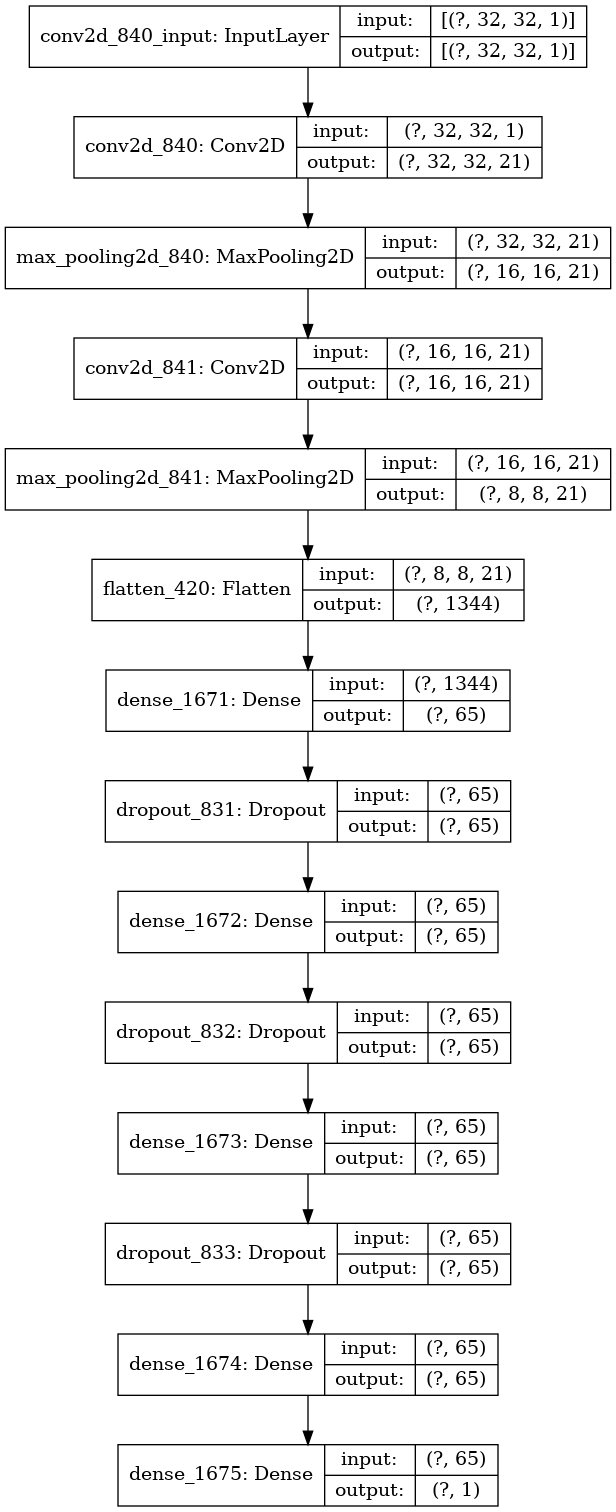 conv2d_840_input: InputLayer
input: [(?, 32, 32, 1)]
output: [(?, 32, 32, 1)]
conv2d_840: Conv2D
input: (?, 32, 32, 1)
output: (?, 32, 32, 21)
max_pooling2d_840: MaxPooling2D
input: (?, 32, 32, 21)
output: (?, 16, 16, 21)
conv2d_841: Conv2D
input: (?, 16, 16, 21)
output: (?, 16, 16, 21)
max_pooling2d_841: MaxPooling2D
input: (?, 16, 16, 21)
output: (?, 8, 8, 21)
flatten_420: Flatten
input: (?, 8, 8, 21)
output: (?, 1344)
dense_1671: Dense
input: (?, 1344)
output: (?, 65)
dropout_831: Dropout
input: (?, 65)
output: (?, 65)
dense_1672: Dense
input: (?, 65)
output: (?, 65)
dropout_832: Dropout
input: (?, 65)
output: (?, 65)
dense_1673: Dense
input: (?, 65)
output: (?, 65)
dropout_833: Dropout
input: (?, 65)
output: (?, 65)
dense_1674: Dense
input: (?, 65)
output: (?, 65)
dense_1675: Dense
input: (?, 65)
output: (?, 1)